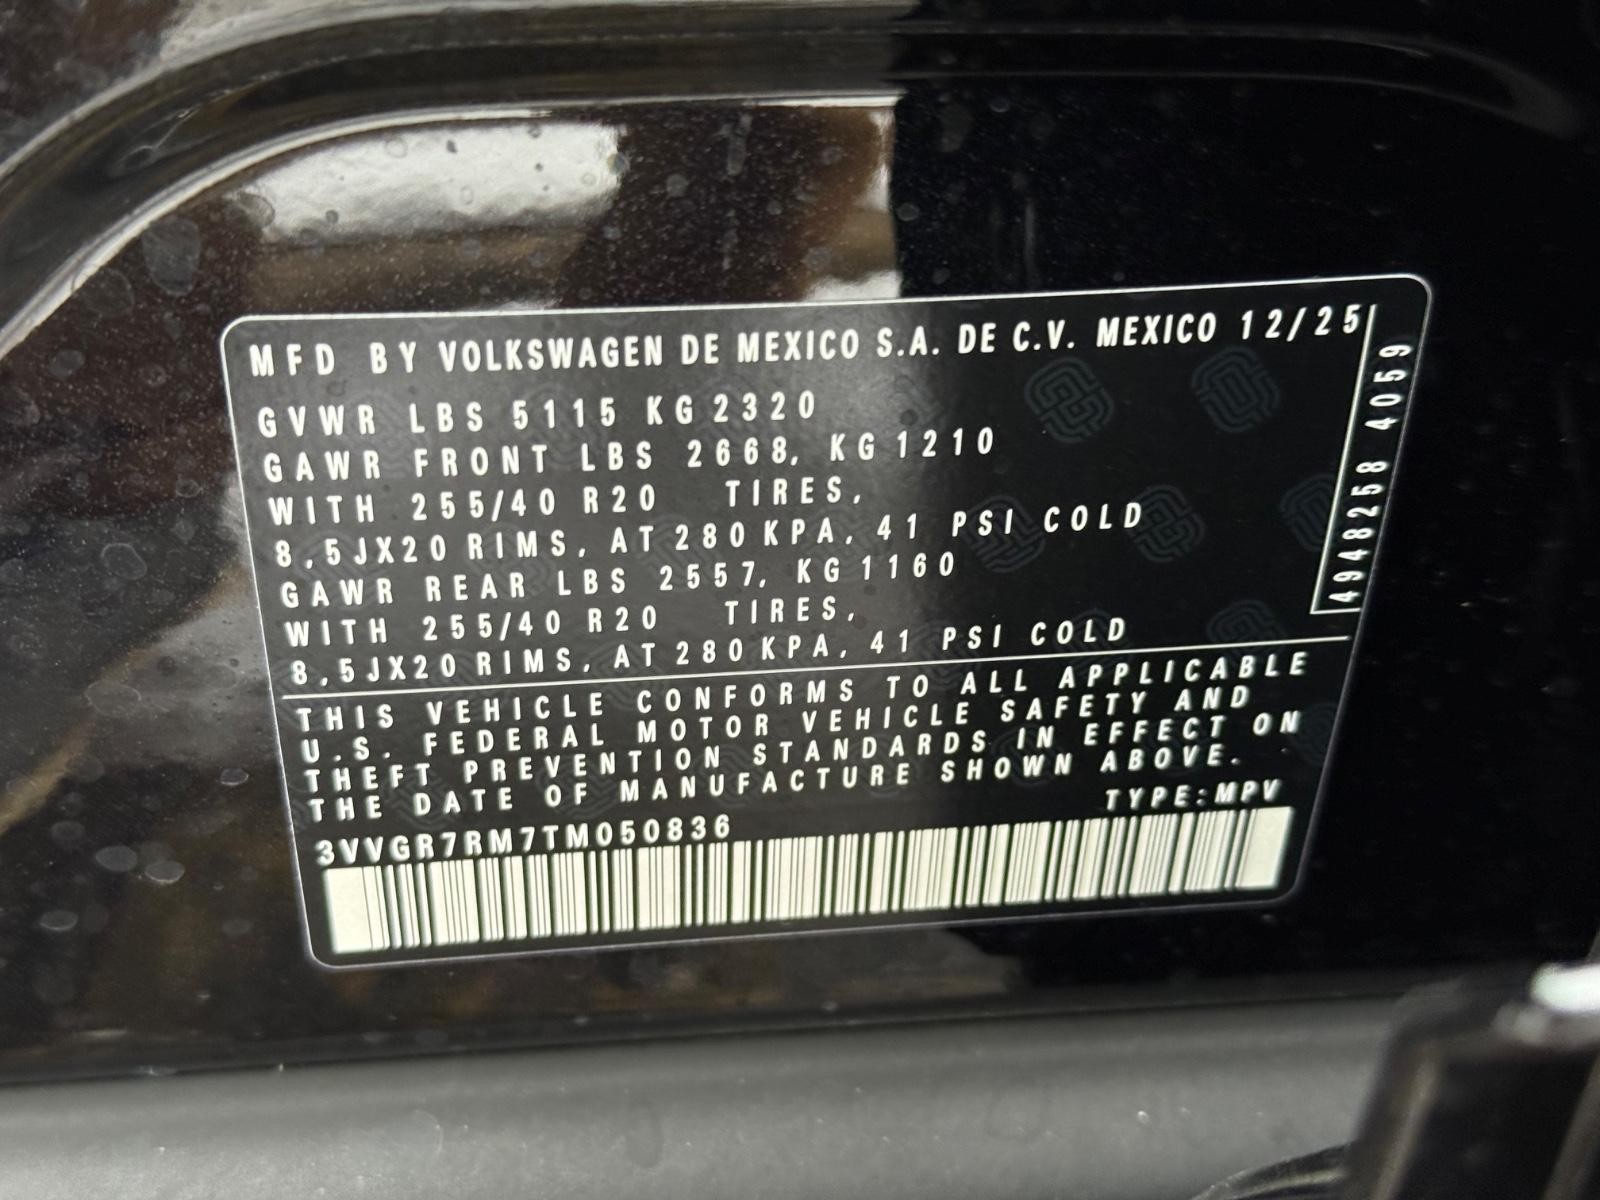 MFD BY VOLKSWAGEN DE MEXICO S.A. DE C.V. MEXICO 12/25
GVWR LBS 5115 KG 2320
GAWR FRONT LBS 2668, KG 1210
WITH 255/40 R20 TIRES,
8,5JX20 RIMS, AT 280 KPA, 41 PSI COLD
GAWR REAR LBS 2557, KG 1160
WITH 255/40 R20 TIRES,
8,5JX20 RIMS, AT 280 KPA, 41 PSI COLD
THIS VEHICLE CONFORMS TO ALL APPLICABLE
U.S. FEDERAL MOTOR VEHICLE SAFETY AND
THEFT PREVENTION STANDARDS IN EFFECT ON
THE DATE OF MANUFACTURE SHOWN ABOVE.
TYPE:MPV
3VVGR7RM7TM050836
4948258 4059